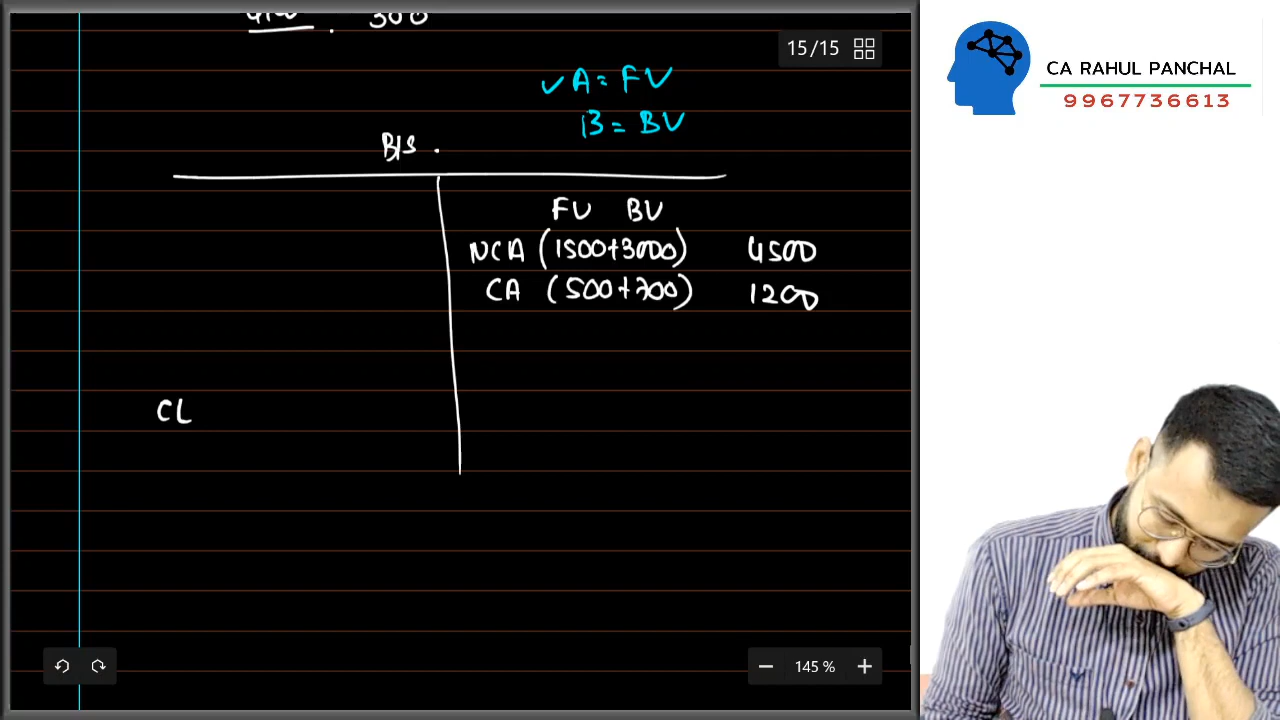 300
15/15
CA RAHUL PANCHAL
9967736613
✓ A = FV
B = BV
B/S .
FV BV
NCA (1500+3000) 4500
CA (500+700) 1200
CL
145 %